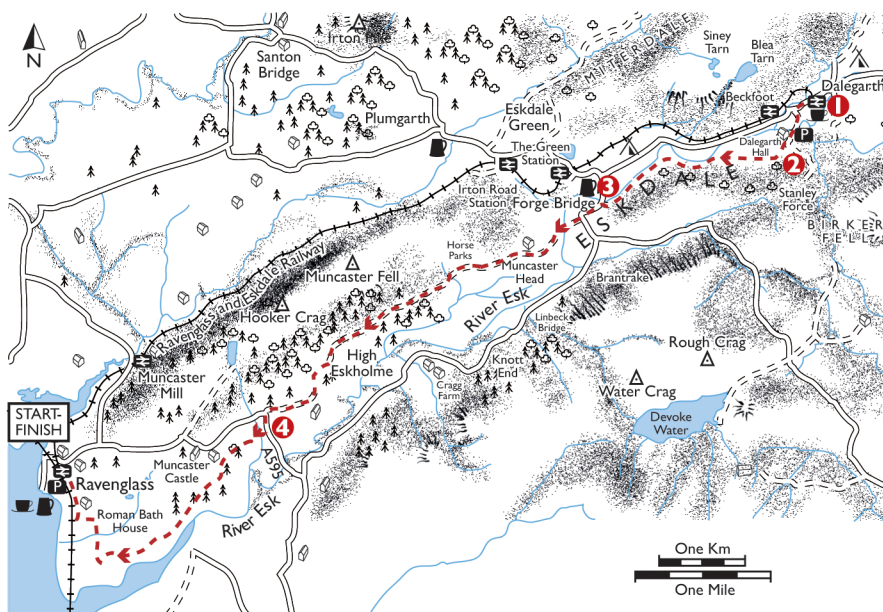 Irton Pike
Siney
Tarn
Blea
Tarn
N
Santon
Bridge
MITERDALE
Dalegarth
1
Beckfoot
P
Plumgarth
Eskdale
Green
The Green
Station
Dalegarth
Hall
2
Stanley
Force
Irton Road
Station
Forge Bridge
3
ESKDALE
BIRKER
FELL
Horse
Parks
Muncaster
Head
Ravenglass and Eskdale Railway
Muncaster Fell
Brantrake
River Esk
Hooker Crag
Linbeck
Bridge
Rough Crag
High
Eskholme
Knott
End
Muncaster
Mill
Cragg
Farm
Water Crag
START-
FINISH
Devoke
Water
4
A595
Muncaster
Castle
P
Ravenglass
Roman Bath
House
River Esk
One Km
One Mile